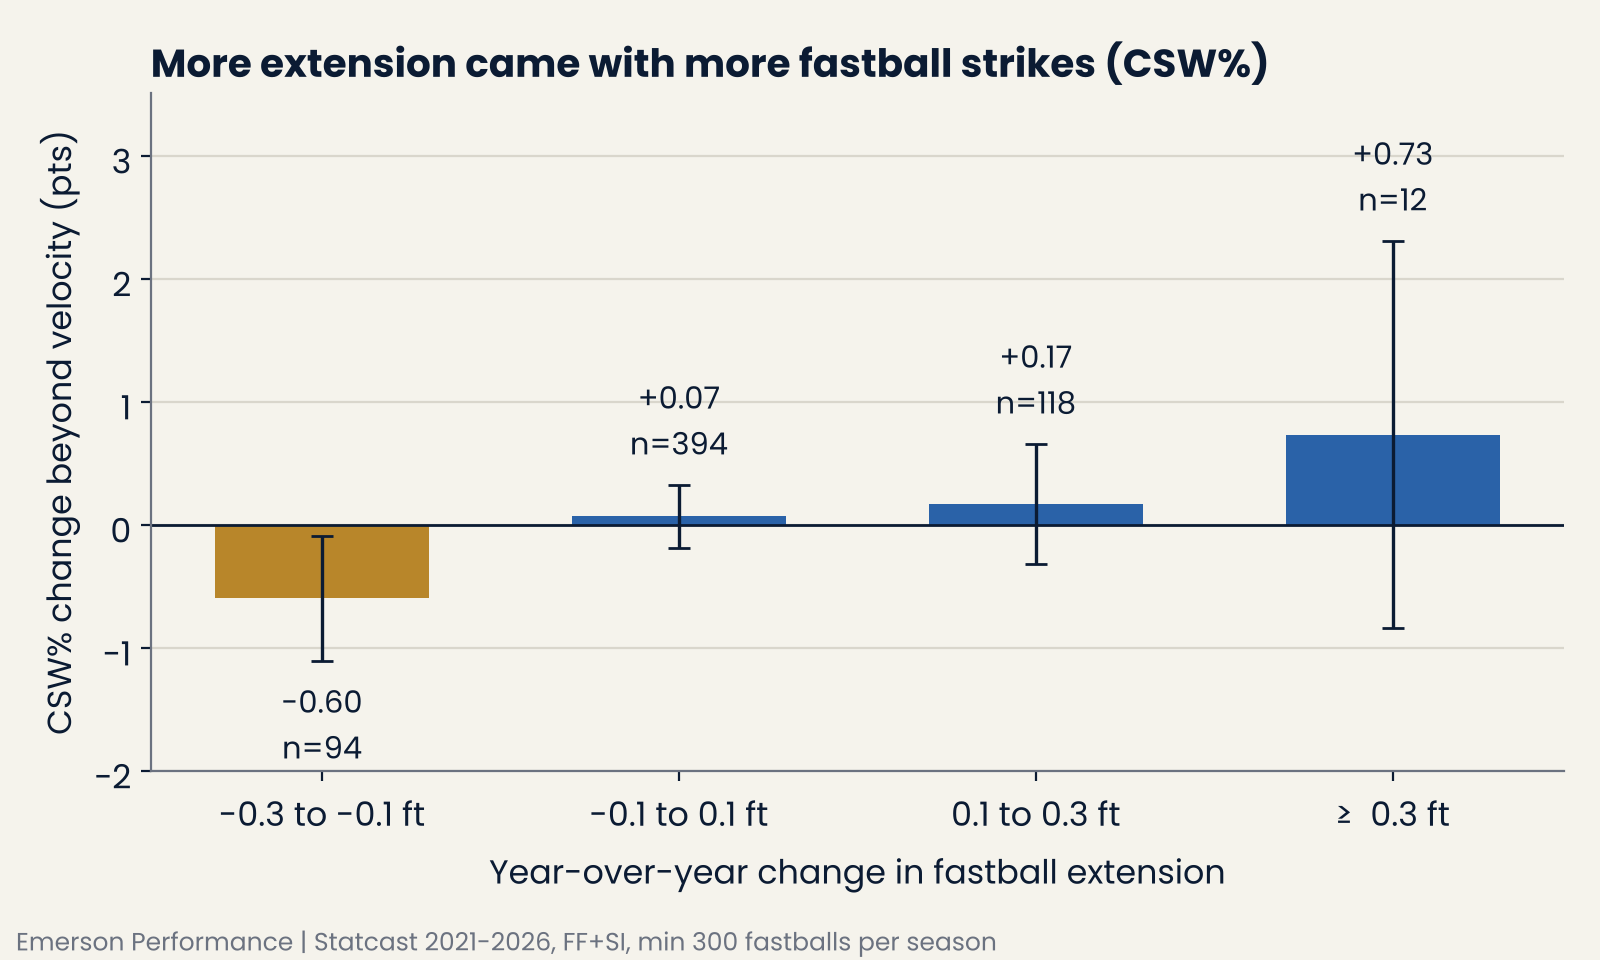 More extension came with more fastball strikes (CSW%)
CSW% change beyond velocity (pts)
3
2
1
0
−1
−2
−0.60
n=94
+0.07
n=394
+0.17
n=118
+0.73
n=12
−0.3 to −0.1 ft
−0.1 to 0.1 ft
0.1 to 0.3 ft
≥ 0.3 ft
Year-over-year change in fastball extension
Emerson Performance | Statcast 2021-2026, FF+SI, min 300 fastballs per season